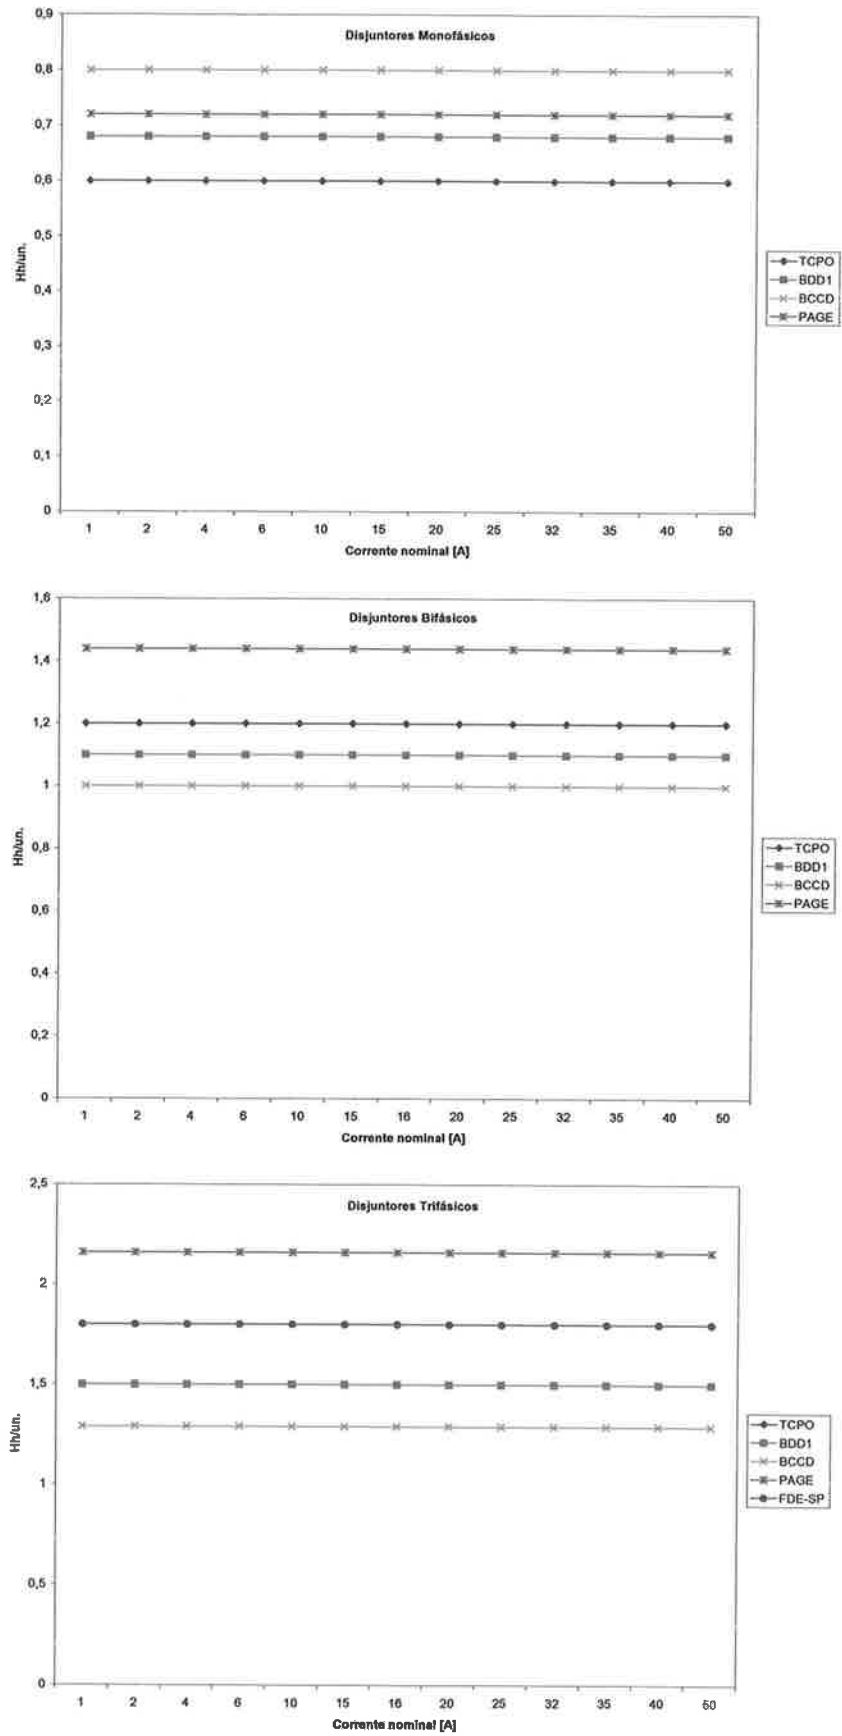 Disjuntores Monofásicos
0,9
0,8
0,7
0,6
0,5
0,4
0,3
0,2
0,1
0
Hh/un.
1 2 4 6 10 15 20 25 32 35 40 50
Corrente nominal [A]
TCPO
BDD1
BCCD
PAGE
Disjuntores Bifásicos
1,6
1,4
1,2
1
0,8
0,6
0,4
0,2
0
Hh/un.
1 2 4 6 10 15 16 20 25 32 35 40 50
Corrente nominal [A]
TCPO
BDD1
BCCD
PAGE
Disjuntores Trifásicos
2,5
2
1,5
1
0,5
0
Hh/un.
1 2 4 6 10 15 16 20 25 32 35 40 50
Corrente nominal [A]
TCPO
BDD1
BCCD
PAGE
FDE-SP